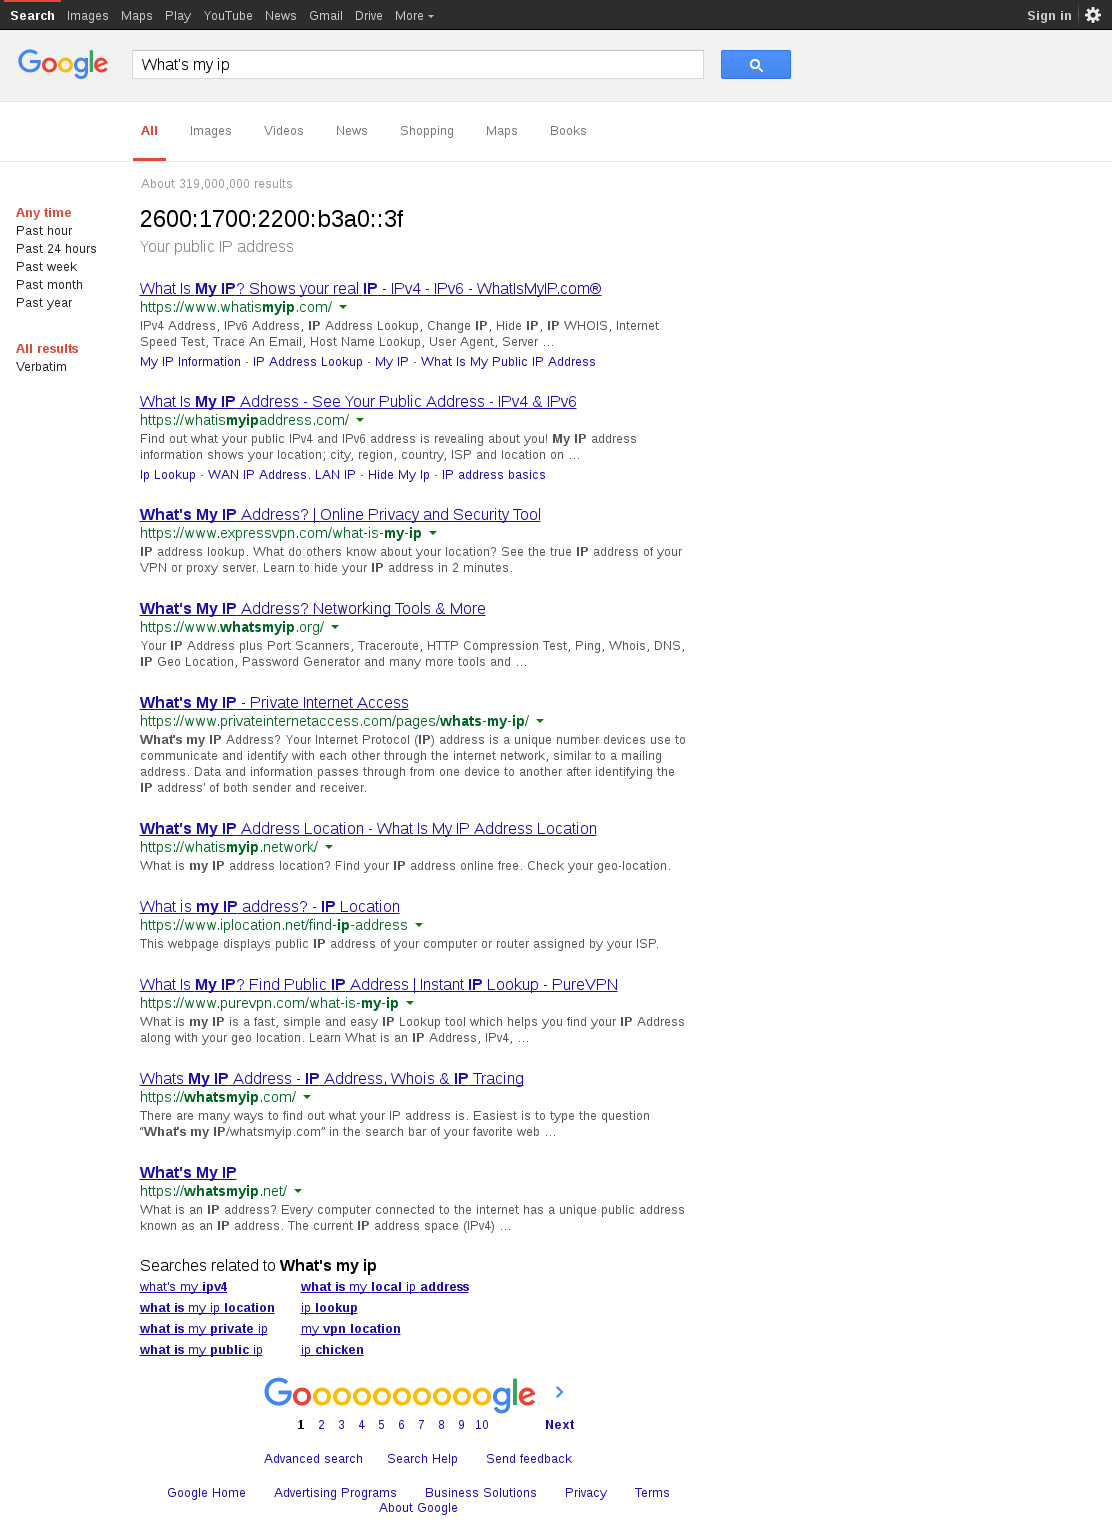 Search Images Maps Play YouTube News Gmail Drive More Sign in
Google What's my ip
All Images Videos News Shopping Maps Books
About 319,000,000 results
Any time
Past hour
Past 24 hours
Past week
Past month
Past year
All results
Verbatim
2600:1700:2200:b3a0::3f
Your public IP address
What Is My IP? Shows your real IP - IPv4 - IPv6 - WhatIsMyIP.com®
https://www.whatismyip.com/
IPv4 Address, IPv6 Address, IP Address Lookup, Change IP, Hide IP, IP WHOIS, Internet
Speed Test, Trace An Email, Host Name Lookup, User Agent, Server ...
My IP Information · IP Address Lookup · My IP · What Is My Public IP Address
What Is My IP Address - See Your Public Address - IPv4 & IPv6
https://whatismyipaddress.com/
Find out what your public IPv4 and IPv6 address is revealing about you! My IP address
information shows your location; city, region, country, ISP and location on ...
Ip Lookup · WAN IP Address. LAN IP · Hide My Ip · IP address basics
What's My IP Address? | Online Privacy and Security Tool
https://www.expressvpn.com/what-is-my-ip
IP address lookup. What do others know about your location? See the true IP address of your
VPN or proxy server. Learn to hide your IP address in 2 minutes.
What's My IP Address? Networking Tools & More
https://www.whatsmyip.org/
Your IP Address plus Port Scanners, Traceroute, HTTP Compression Test, Ping, Whois, DNS,
IP Geo Location, Password Generator and many more tools and ...
What's My IP - Private Internet Access
https://www.privateinternetaccess.com/pages/whats-my-ip/
What's my IP Address? Your Internet Protocol (IP) address is a unique number devices use to
communicate and identify with each other through the internet network, similar to a mailing
address. Data and information passes through from one device to another after identifying the
IP address' of both sender and receiver.
What's My IP Address Location - What Is My IP Address Location
https://whatismyip.network/
What is my IP address location? Find your IP address online free. Check your geo-location.
What is my IP address? - IP Location
https://www.iplocation.net/find-ip-address
This webpage displays public IP address of your computer or router assigned by your ISP.
What Is My IP? Find Public IP Address | Instant IP Lookup - PureVPN
https://www.purevpn.com/what-is-my-ip
What is my IP is a fast, simple and easy IP Lookup tool which helps you find your IP Address
along with your geo location. Learn What is an IP Address, IPv4, ...
Whats My IP Address - IP Address, Whois & IP Tracing
https://whatsmyip.com/
There are many ways to find out what your IP address is. Easiest is to type the question
“What's my IP/whatsmyip.com” in the search bar of your favorite web ...
What's My IP
https://whatsmyip.net/
What is an IP address? Every computer connected to the internet has a unique public address
known as an IP address. The current IP address space (IPv4) ...
Searches related to What's my ip
what's my ipv4 what is my local ip address
what is my ip location ip lookup
what is my private ip my vpn location
what is my public ip ip chicken
Goooooooooogle
1 2 3 4 5 6 7 8 9 10 Next
Advanced search Search Help Send feedback
Google Home Advertising Programs Business Solutions Privacy Terms
About Google